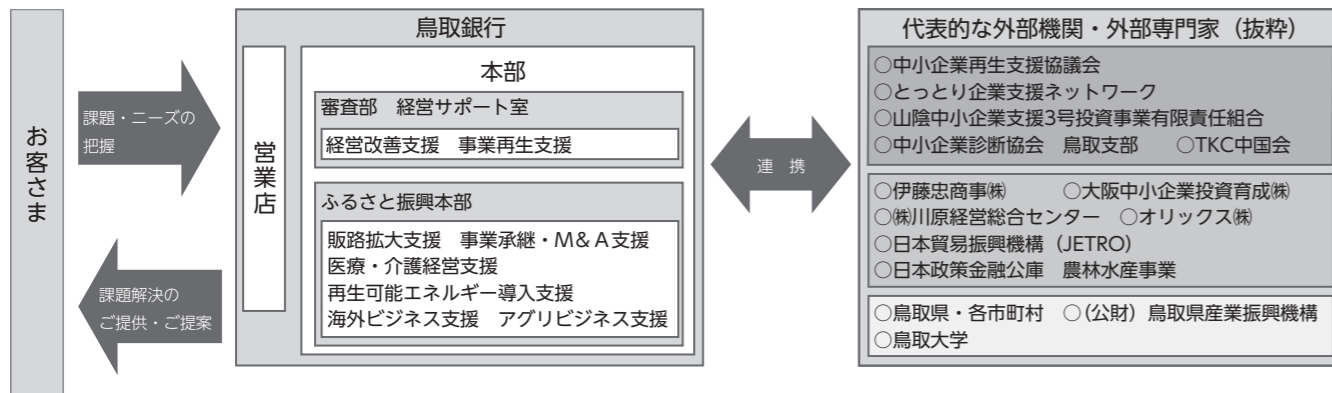 お客さま
課題・ニーズの
把握
課題解決の
ご提供・ご提案
鳥取銀行
営業店
本部
審査部　経営サポート室
経営改善支援　事業再生支援
ふるさと振興本部
販路拡大支援　事業承継・M&A支援
医療・介護経営支援
再生可能エネルギー導入支援
海外ビジネス支援　アグリビジネス支援
連　携
代表的な外部機関・外部専門家（抜粋）
○中小企業再生支援協議会
○とっとり企業支援ネットワーク
○山陰中小企業支援3号投資事業有限責任組合
○中小企業診断協会　鳥取支部　　○TKC中国会
○伊藤忠商事㈱　　　○大阪中小企業投資育成㈱
○㈱川原経営総合センター　○オリックス㈱
○日本貿易振興機構（JETRO）
○日本政策金融公庫　農林水産事業
○鳥取県・各市町村　○(公財) 鳥取県産業振興機構
○鳥取大学